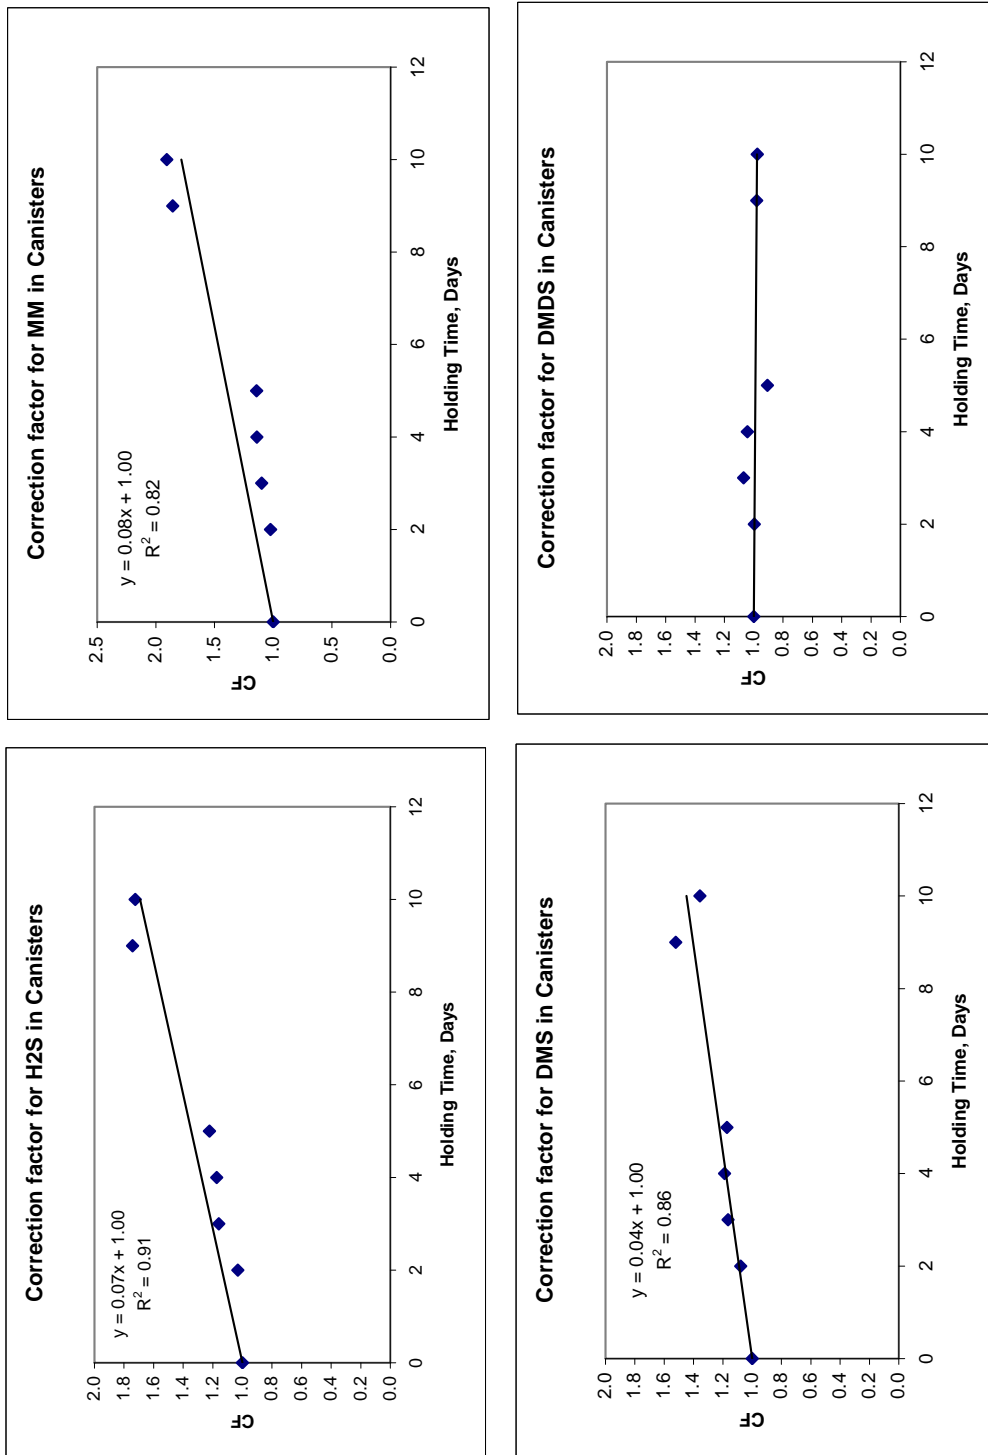 Correction factor for H2S in Canisters
y = 0.07x + 1.00
R² = 0.91
2.0
1.8
1.6
1.4
1.2
1.0
0.8
0.6
0.4
0.2
0.0
CF
0 2 4 6 8 10 12
Holding Time, Days
Correction factor for MM in Canisters
y = 0.08x + 1.00
R² = 0.82
2.5
2.0
1.5
1.0
0.5
0.0
CF
0 2 4 6 8 10 12
Holding Time, Days
Correction factor for DMS in Canisters
y = 0.04x + 1.00
R² = 0.86
2.0
1.8
1.6
1.4
1.2
1.0
0.8
0.6
0.4
0.2
0.0
CF
0 2 4 6 8 10 12
Holding Time, Days
Correction factor for DMDS in Canisters
2.0
1.8
1.6
1.4
1.2
1.0
0.8
0.6
0.4
0.2
0.0
CF
0 2 4 6 8 10 12
Holding Time, Days